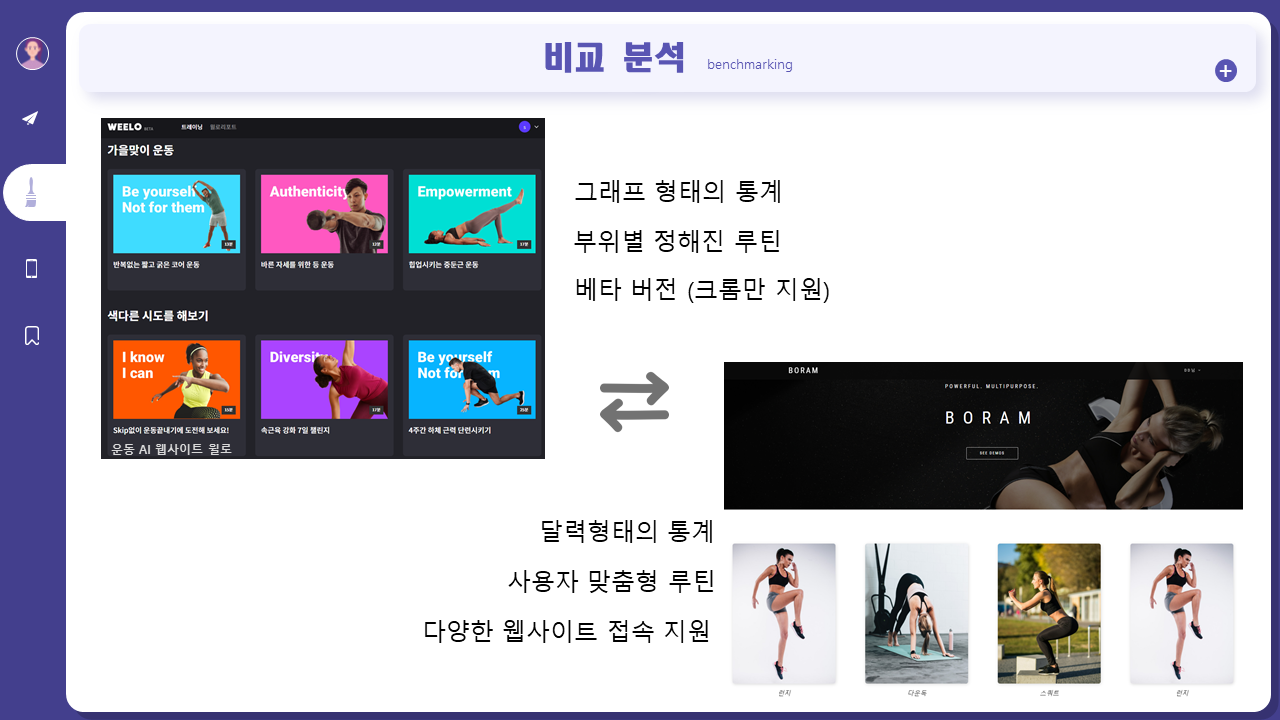 비교 분석 benchmarking
WEELO BETA 트레이닝 윌로리포트
가을맞이 운동
Be yourself
Not for them
13분
반복없는 짧고 굵은 코어 운동
Authenticity
12분
바른 자세를 위한 등 운동
Empowerment
17분
힙업시키는 중둔근 운동
색다른 시도를 해보기
I know
I can
15분
Skip없이 운동끝내기에 도전해 보세요!
Diversity
17분
속근육 강화 7일 챌린지
Be yourself
Not for them
25분
4주간 하체 근력 단련시키기
운동 AI 웹사이트 윌로
그래프 형태의 통계
부위별 정해진 루틴
베타 버전 (크롬만 지원)
BORAM
POWERFUL. MULTIPURPOSE.
BORAM
SEE DEMOS
달력형태의 통계
사용자 맞춤형 루틴
다양한 웹사이트 접속 지원
런지
다운독
스쿼트
런지